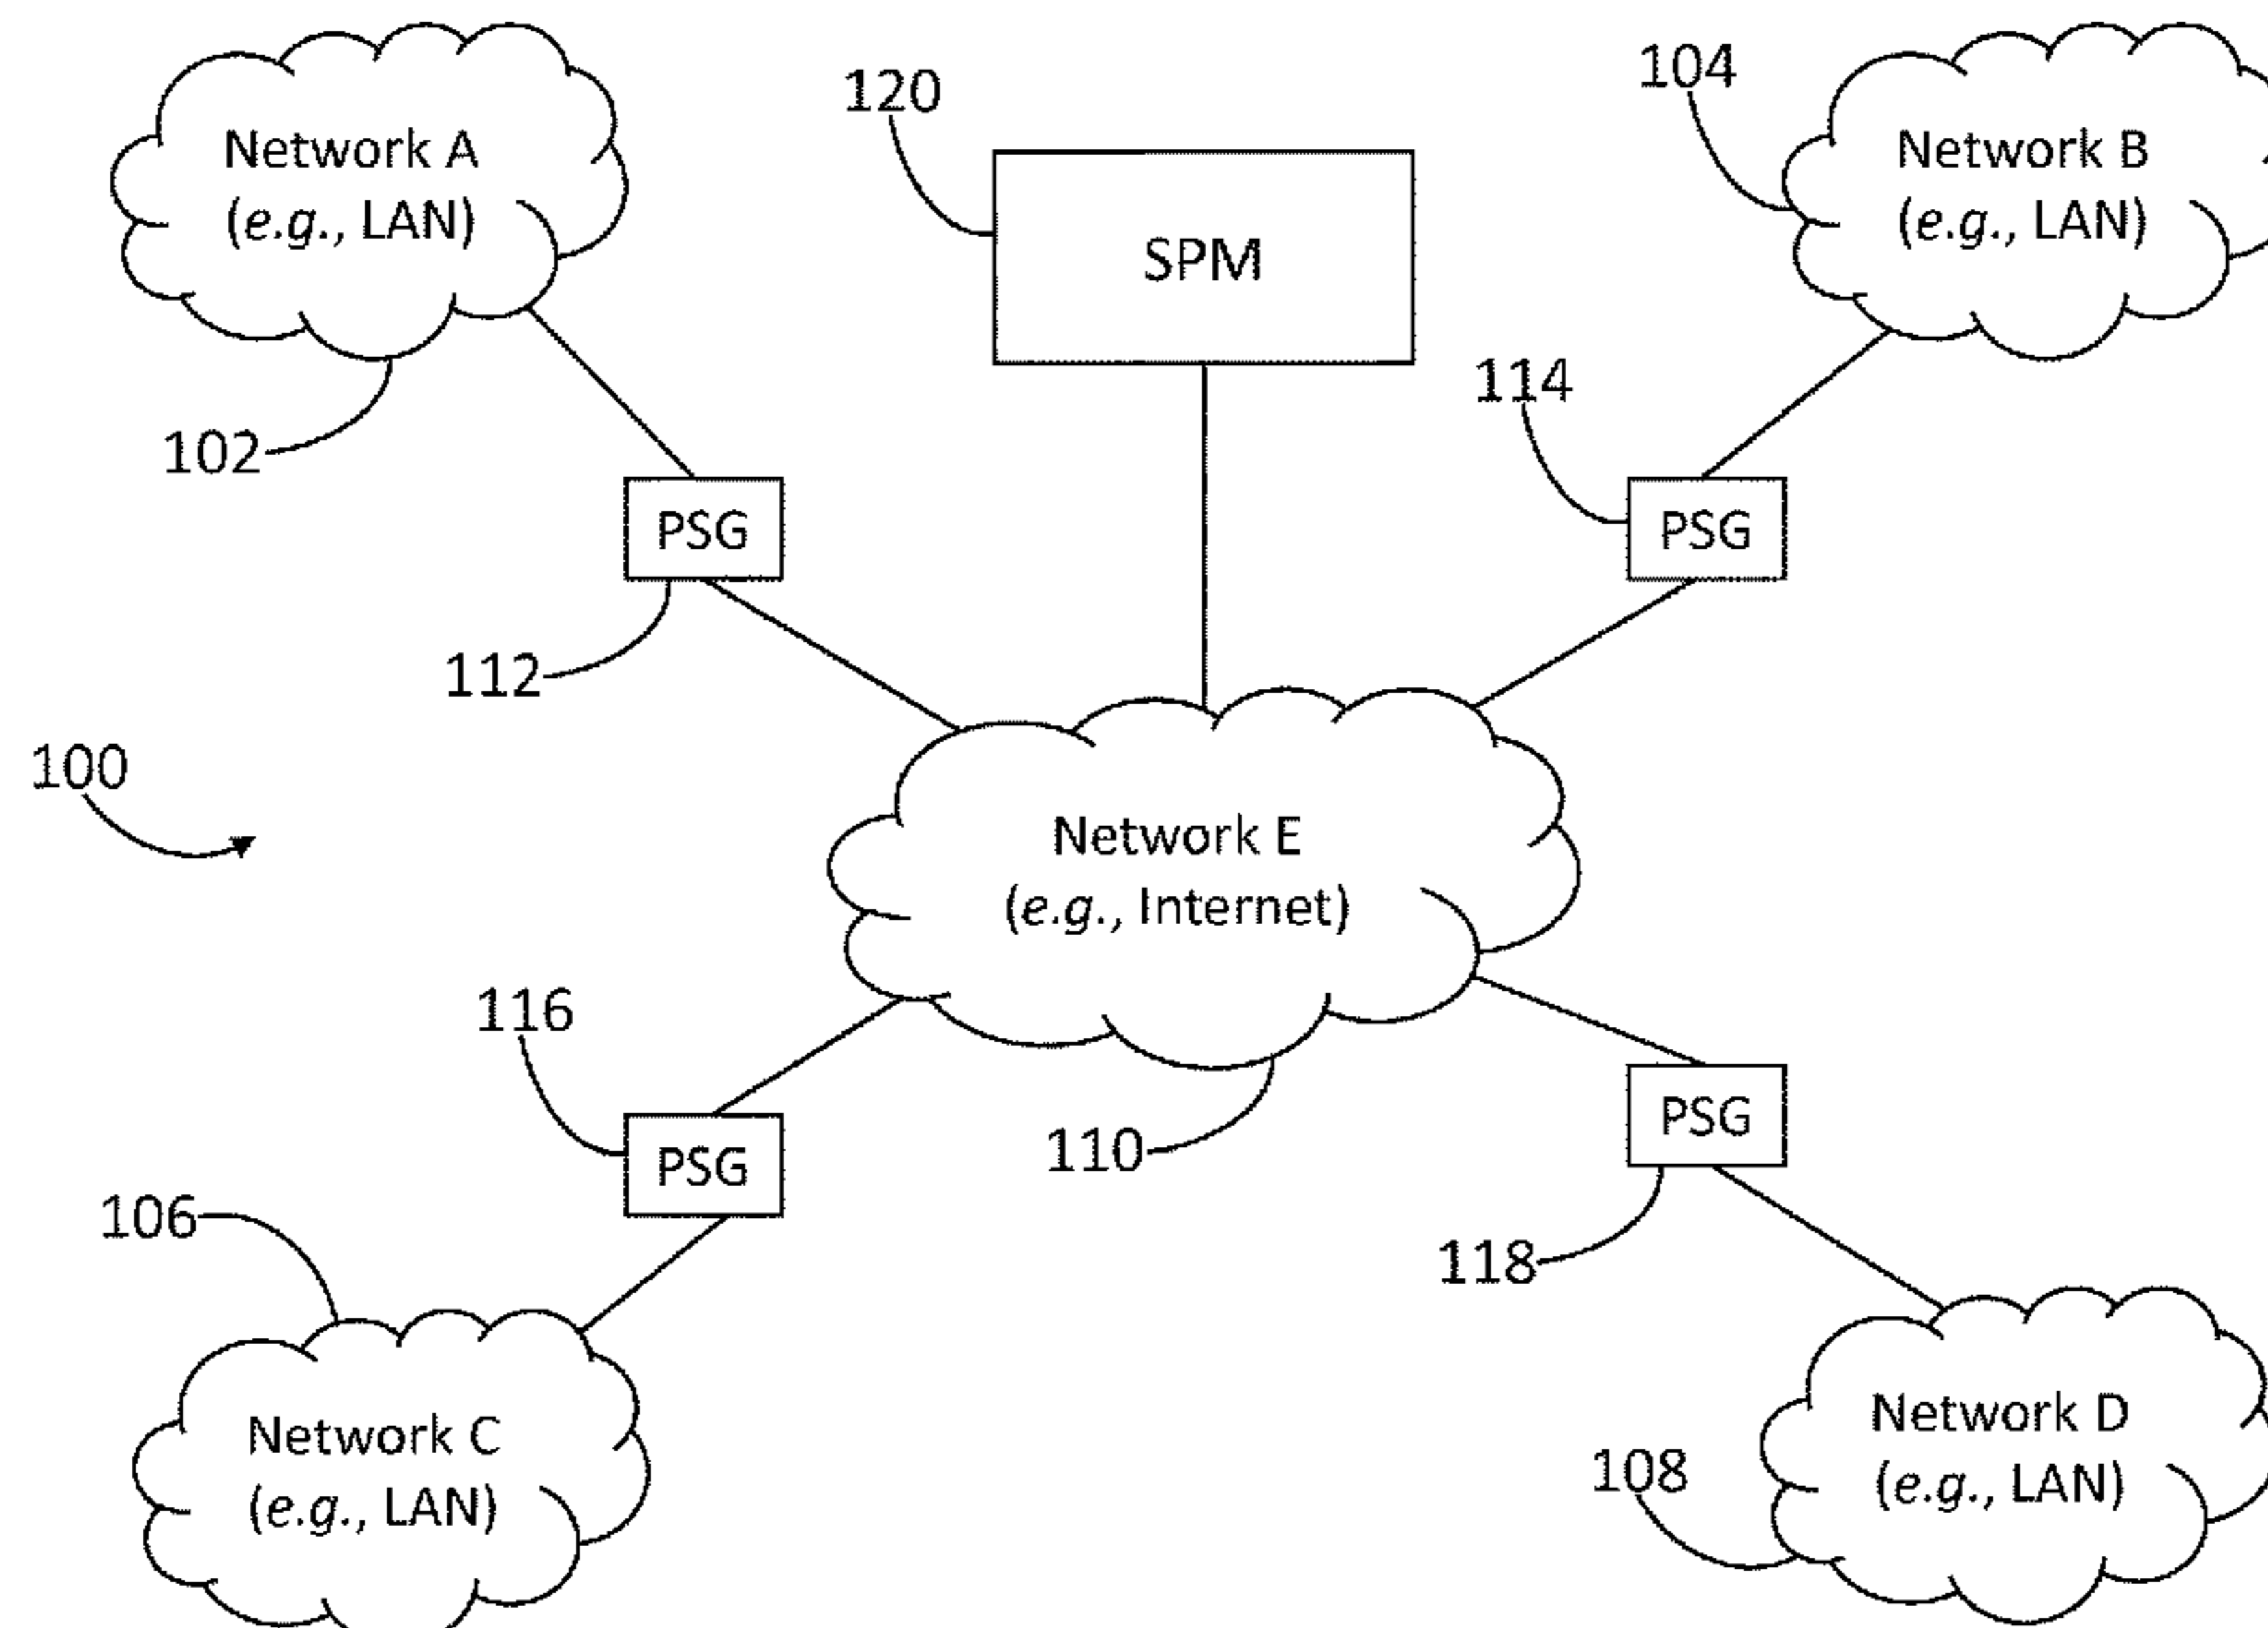 104
120
Network A
(e.g., LAN)
Network B
(e.g., LAN)
SPM
114
102
PSG
PSG
112
100
Network E
(e.g., Internet)
116
110
PSG
PSG
106
118
Network C
(e.g., LAN)
Network D
(e.g., LAN)
108